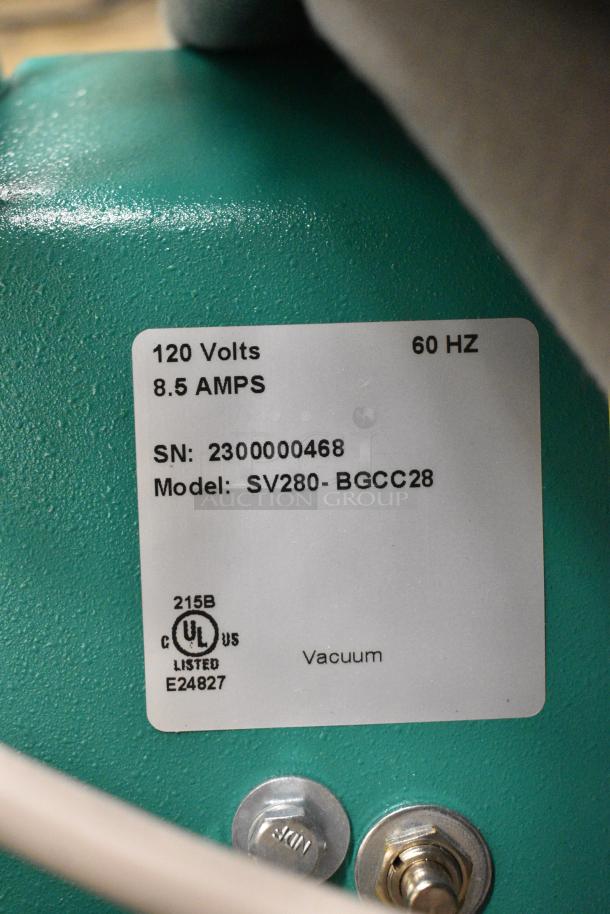 120 Volts 60 HZ
8.5 AMPS
SN: 2300000468
Model: SV280- BGCC28
AUCTION GROUP
215B
C UL US
LISTED
E24827
Vacuum
NDF